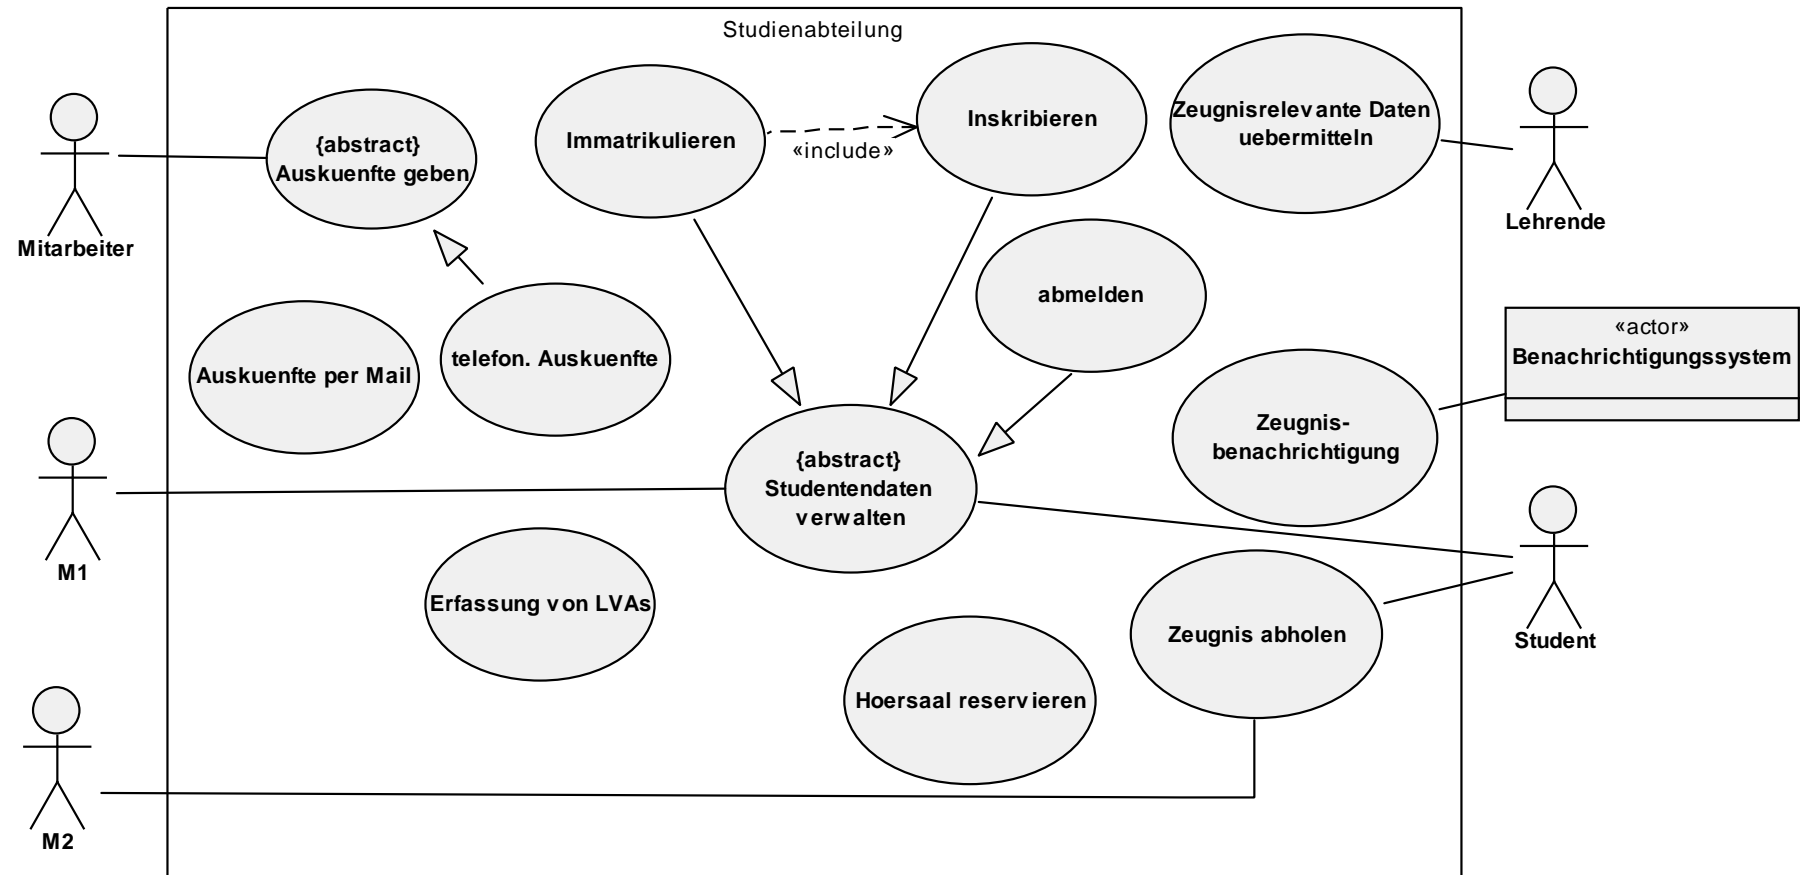 Studienabteilung
Mitarbeiter
{abstract}
Auskuenfte geben
Immatrikulieren
«include»
Inskribieren
Zeugnisrelevante Daten
uebermitteln
Lehrende
abmelden
Auskuenfte per Mail
telefon. Auskuenfte
«actor»
Benachrichtigungssystem
Zeugnis-
benachrichtigung
M1
{abstract}
Studentendaten
verwalten
Erfassung von LVAs
Hoersaal reservieren
Zeugnis abholen
Student
M2